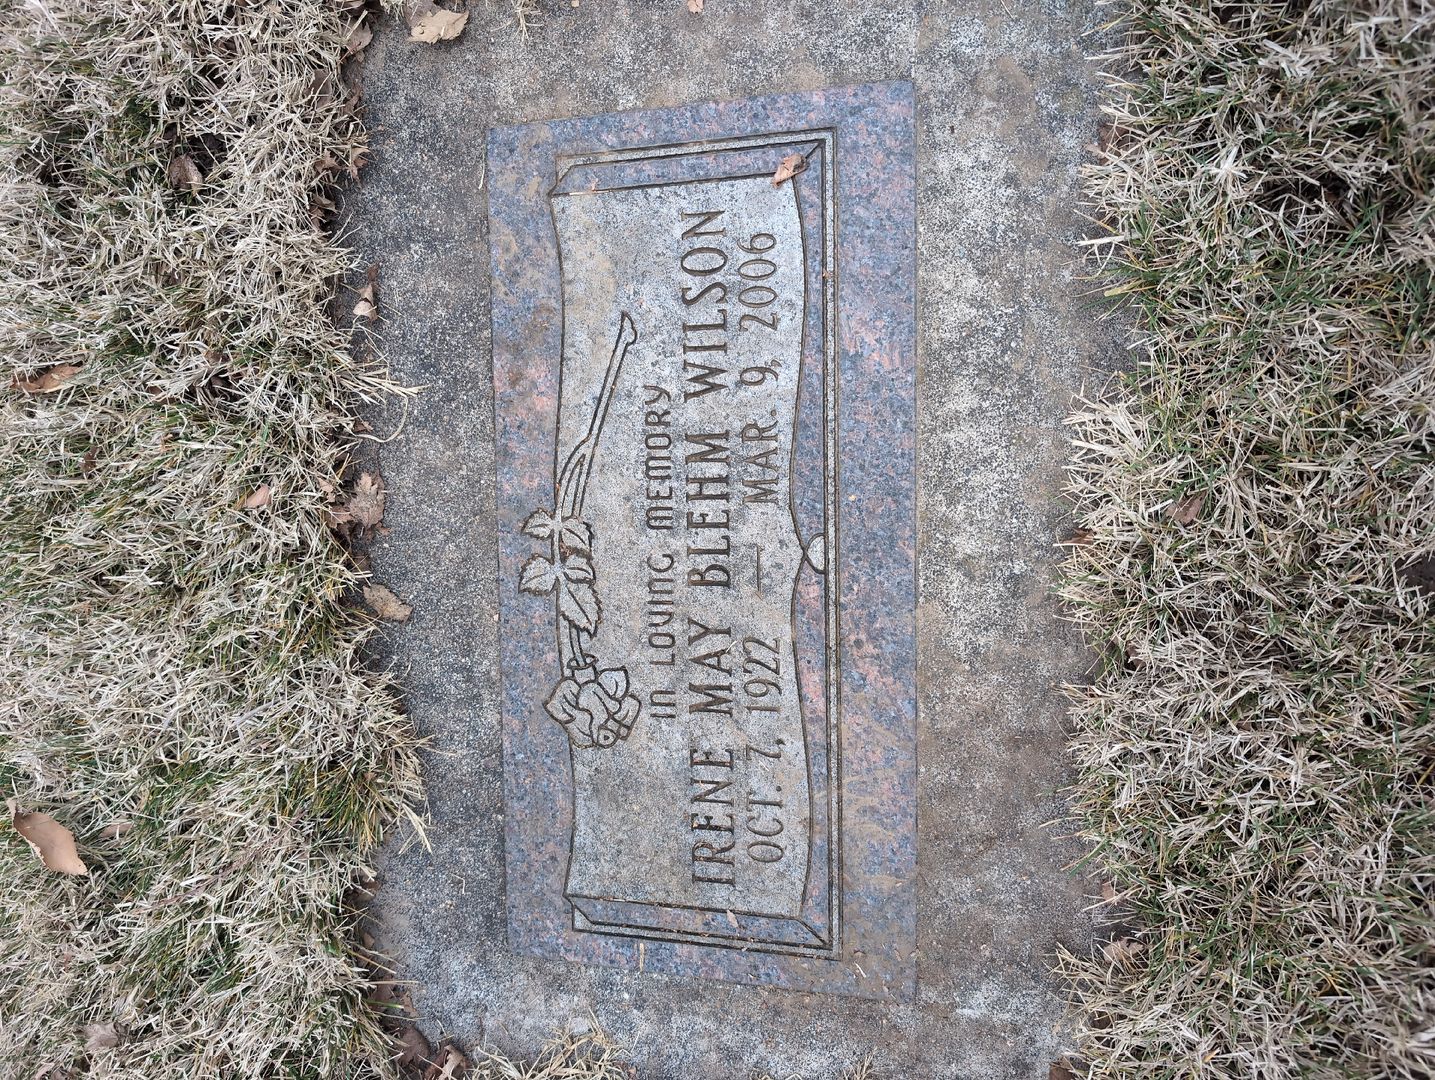 IN LOVING MEMORY
IRENE MAY BLEHM WILSON
OCT. 7, 1922 — MAR. 9, 2006